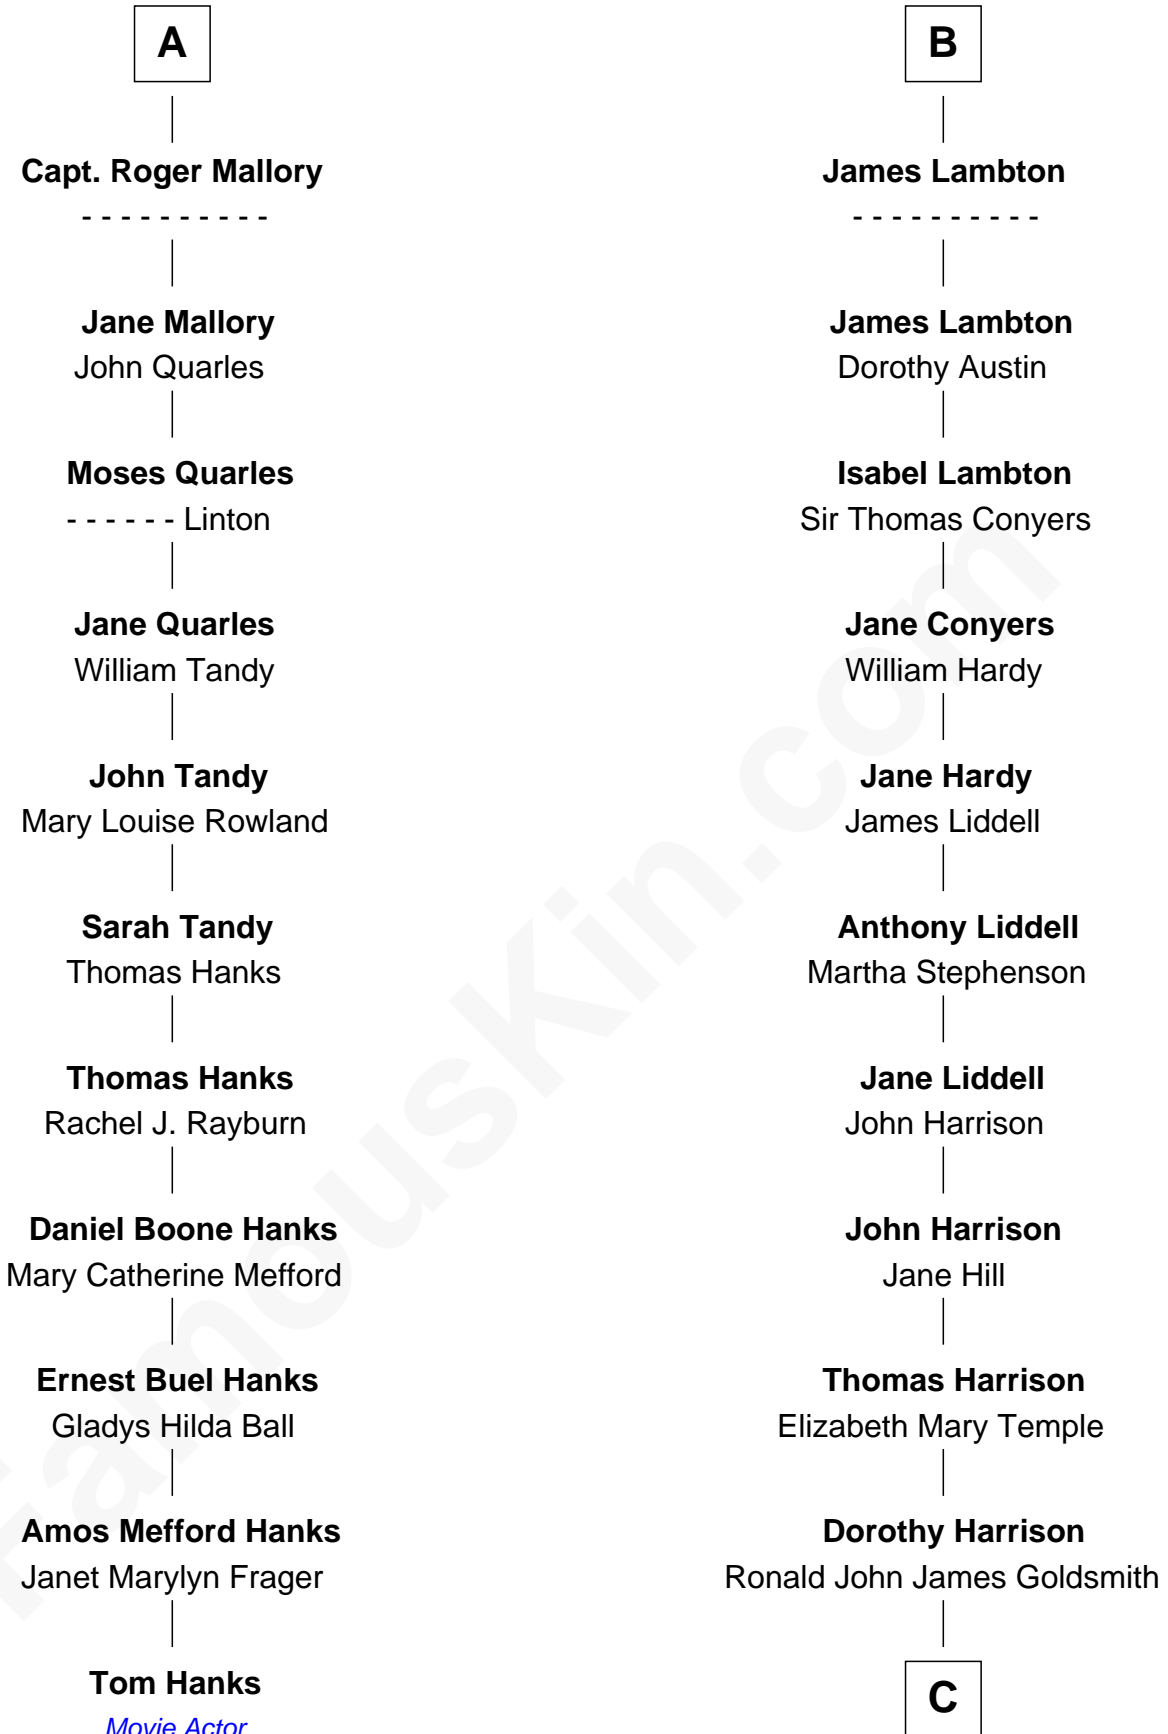 A
Capt. Roger Mallory
- - - - - - - - - -
Jane Mallory
John Quarles
Moses Quarles
- - - - - - Linton
Jane Quarles
William Tandy
John Tandy
Mary Louise Rowland
Sarah Tandy
Thomas Hanks
Thomas Hanks
Rachel J. Rayburn
Daniel Boone Hanks
Mary Catherine Mefford
Ernest Buel Hanks
Gladys Hilda Ball
Amos Mefford Hanks
Janet Marylyn Frager
Tom Hanks
Movie Actor
B
James Lambton
- - - - - - - - - -
James Lambton
Dorothy Austin
Isabel Lambton
Sir Thomas Conyers
Jane Conyers
William Hardy
Jane Hardy
James Liddell
Anthony Liddell
Martha Stephenson
Jane Liddell
John Harrison
John Harrison
Jane Hill
Thomas Harrison
Elizabeth Mary Temple
Dorothy Harrison
Ronald John James Goldsmith
C
FamousKin.com